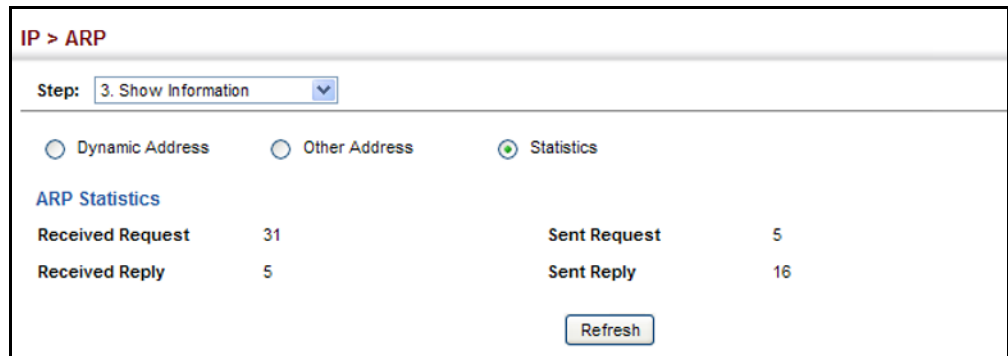 IP > ARP
Step: 3. Show Information
Dynamic Address Other Address Statistics
ARP Statistics
Received Request 31 Sent Request 5
Received Reply 5 Sent Reply 16
Refresh